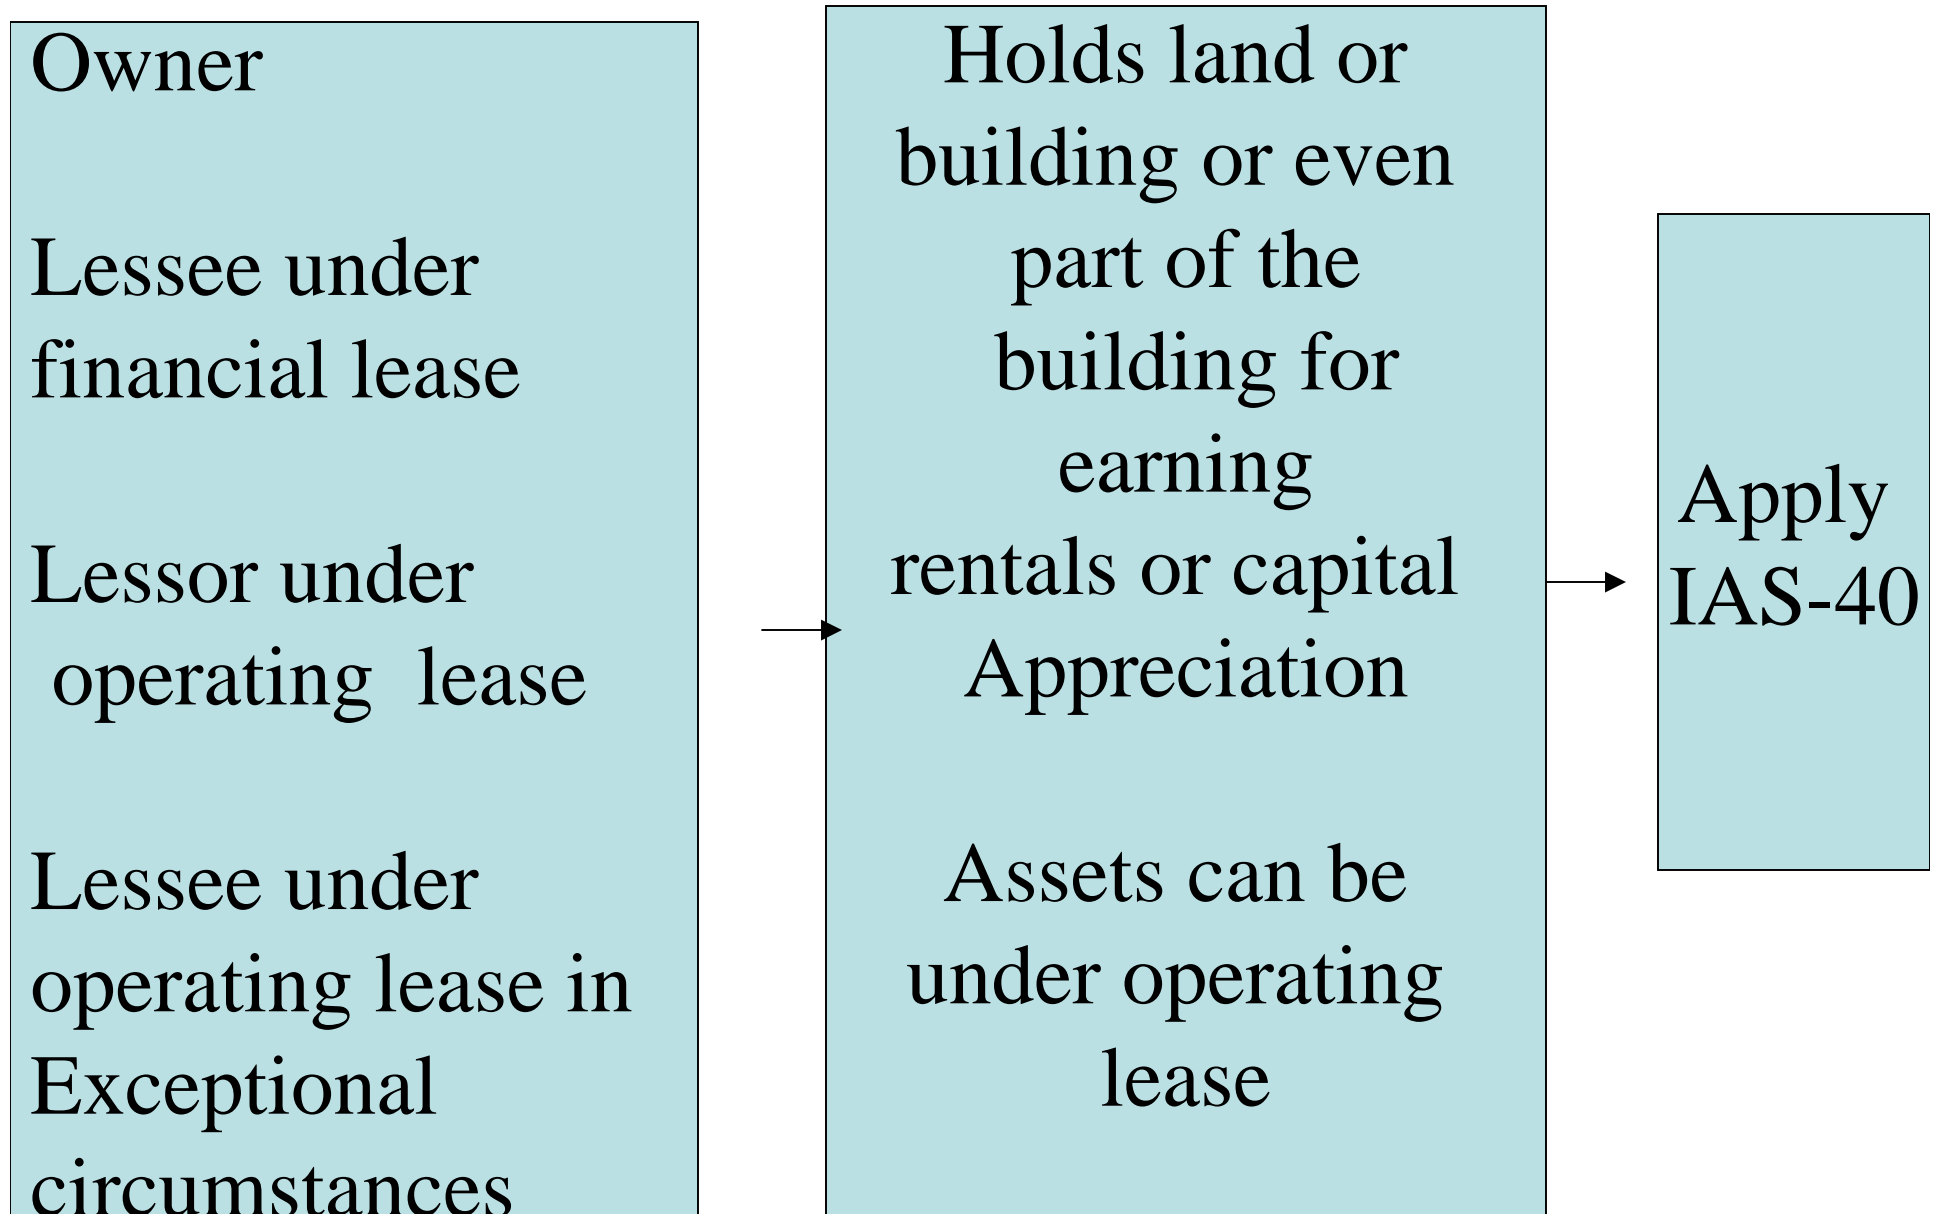 Owner
Lessee under
financial lease
Lessor under
operating lease
Lessee under
operating lease in
Exceptional
circumstances
Holds land or
building or even
part of the
building for
earning
rentals or capital
Appreciation
Assets can be
under operating
lease
Apply
IAS-40